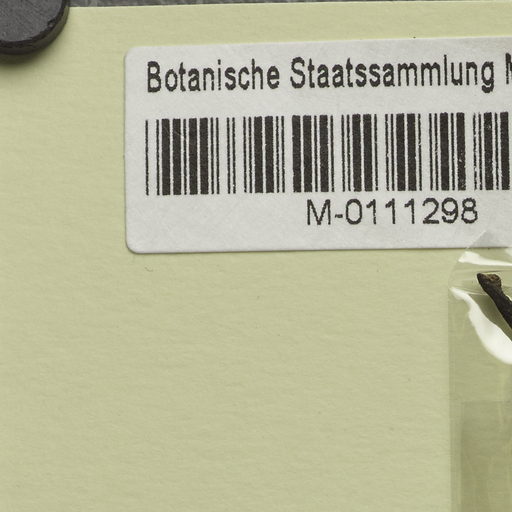 Botanische Staatssammlung
M-0111298